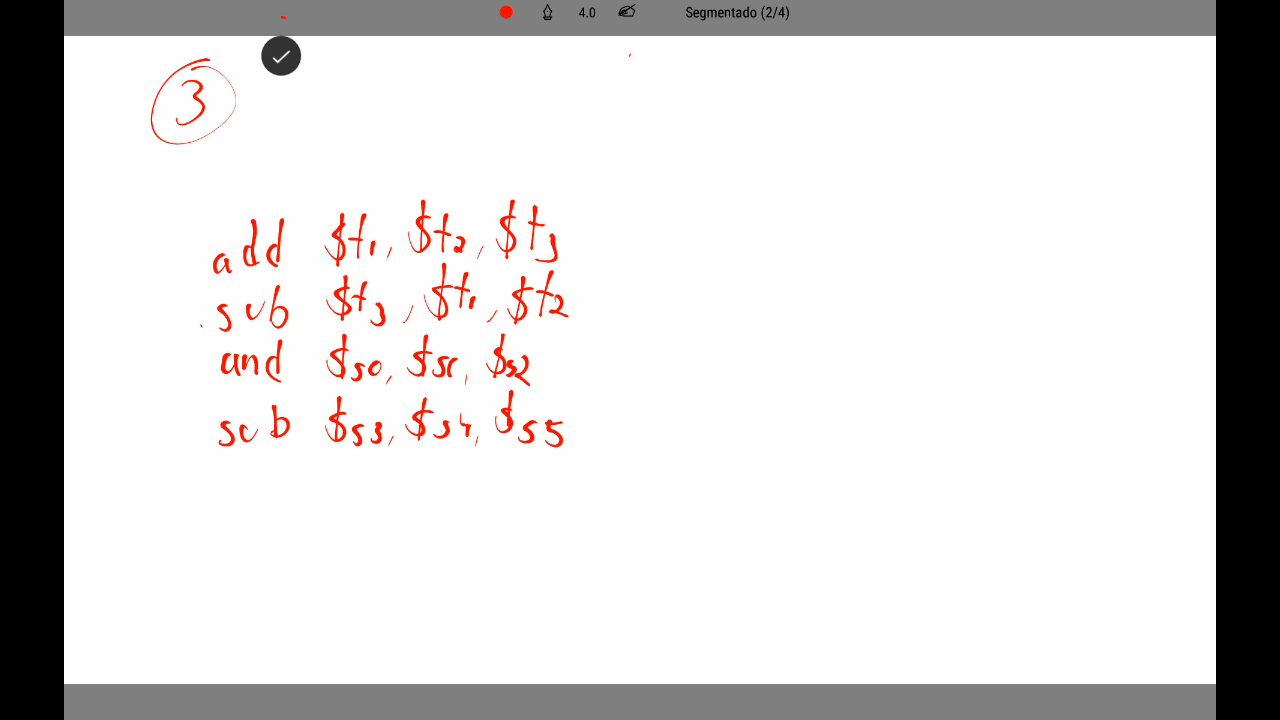 4.0 Segmentado (2/4)
3
add $t1, $t2, $t3
sub $t3, $t1, $t2
and $s0, $s1, $s2
sub $s3, $s4, $s5